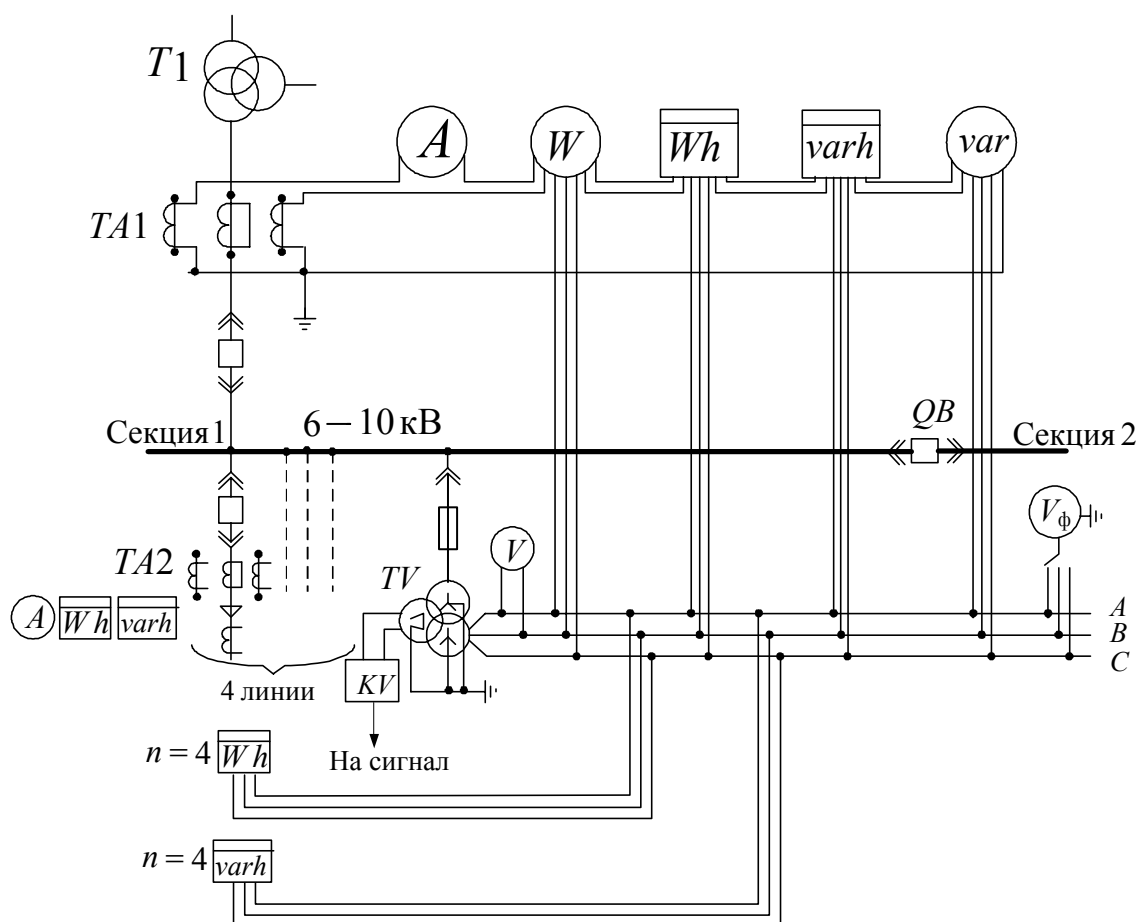 T1
A
W
Wh
varh
var
TA1
6 – 10 кВ
QB
Секция 1
Секция 2
Vф
TA2
TV
V
A
Wh
varh
A
B
C
4 линии
KV
n = 4 Wh
На сигнал
n = 4 varh